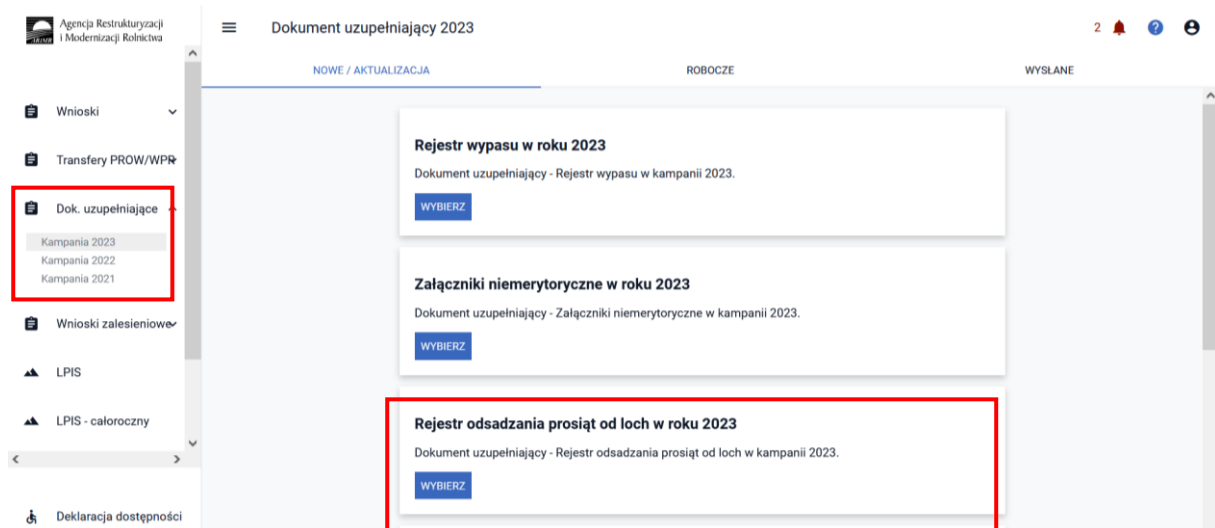 Agencja Restrukturyzacji
i Modernizacji Rolnictwa
ARiMR
Dokument uzupełniający 2023
2
NOWE / AKTUALIZACJA
ROBOCZE
WYSŁANE
Wnioski
Transfery PROW/WPR
Dok. uzupełniające
Kampania 2023
Kampania 2022
Kampania 2021
Wnioski zalesieniowe
LPIS
LPIS - całoroczny
Deklaracja dostępności
Rejestr wypasu w roku 2023
Dokument uzupełniający - Rejestr wypasu w kampanii 2023.
WYBIERZ
Załączniki niemerytoryczne w roku 2023
Dokument uzupełniający - Załączniki niemerytoryczne w kampanii 2023.
WYBIERZ
Rejestr odsadzania prosiąt od loch w roku 2023
Dokument uzupełniający - Rejestr odsadzania prosiąt od loch w kampanii 2023.
WYBIERZ